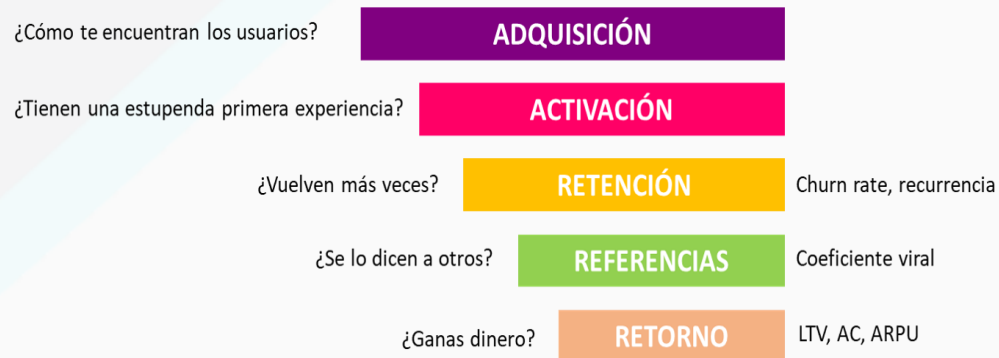 ¿Cómo te encuentran los usuarios? ADQUISICIÓN
¿Tienen una estupenda primera experiencia? ACTIVACIÓN
¿Vuelven más veces? RETENCIÓN Churn rate, recurrencia
¿Se lo dicen a otros? REFERENCIAS Coeficiente viral
¿Ganas dinero? RETORNO LTV, AC, ARPU